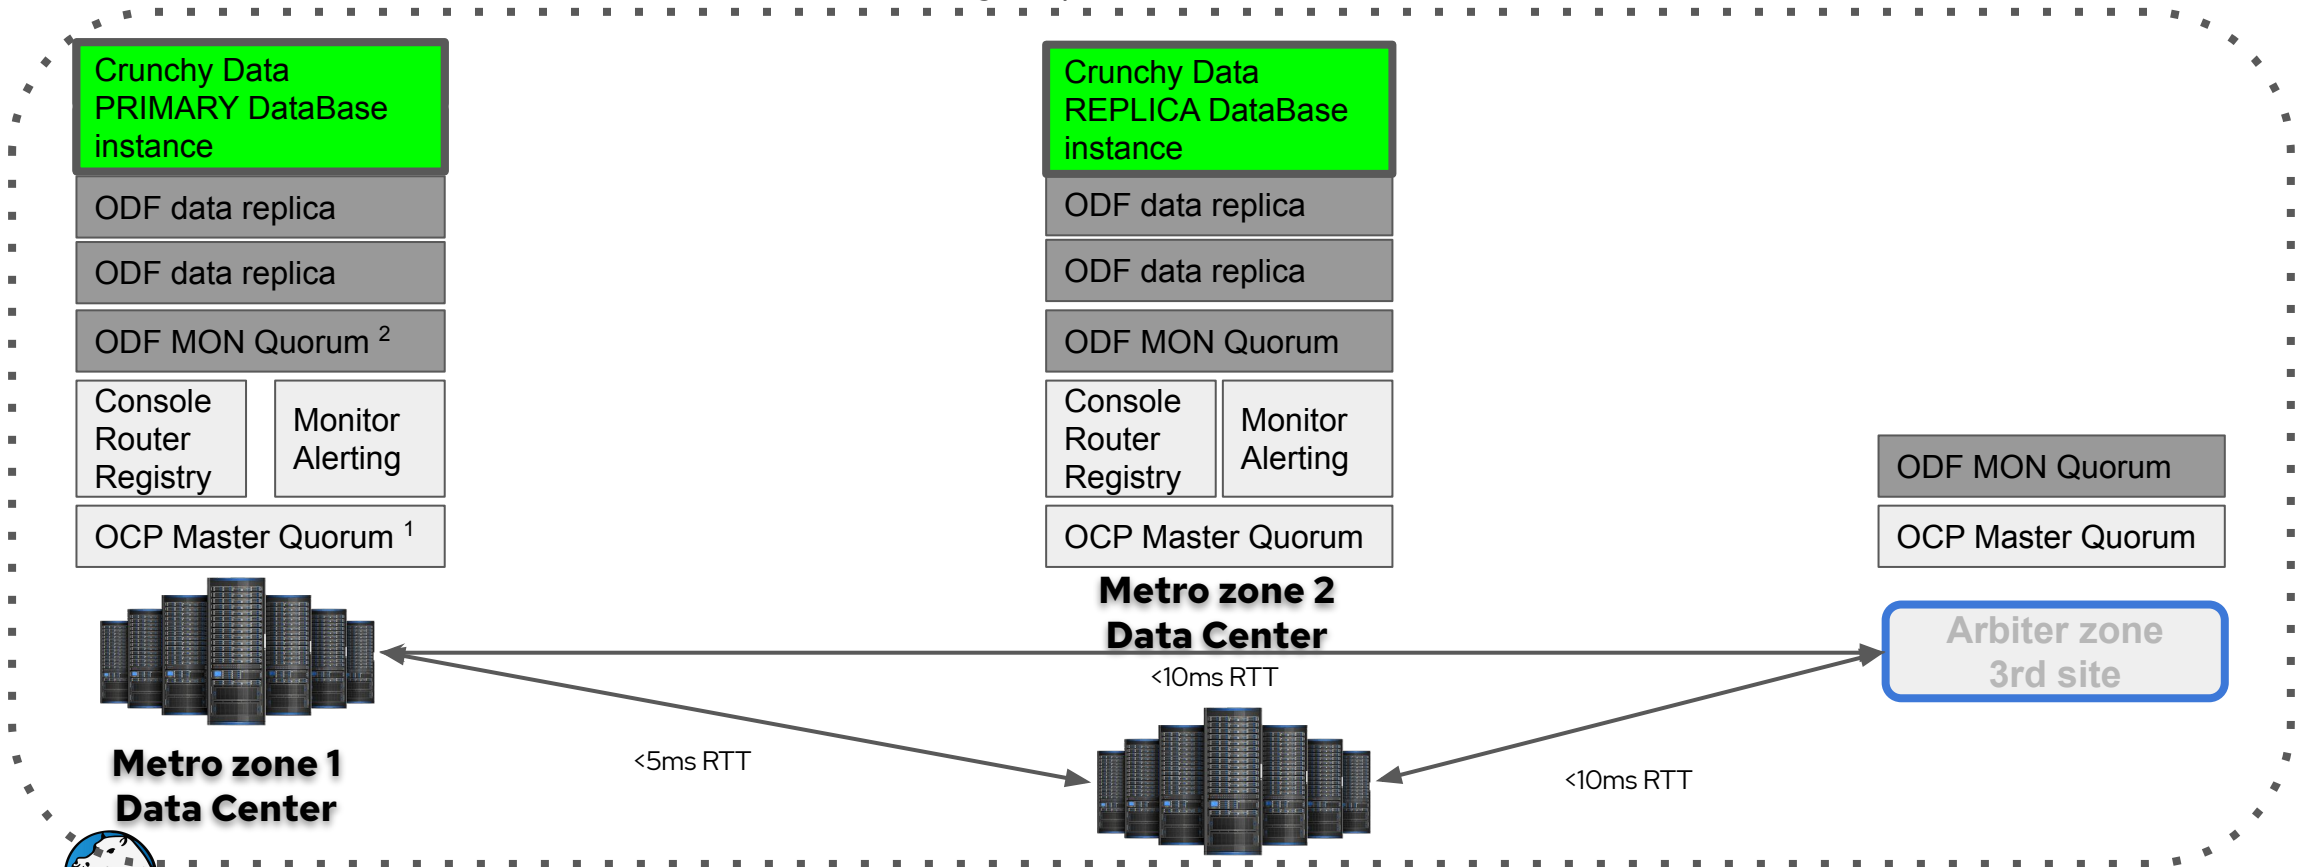 Crunchy Data
PRIMARY DataBase
instance
ODF data replica
ODF data replica
ODF MON Quorum ²
Console
Router
Registry
Monitor
Alerting
OCP Master Quorum ¹
Metro zone 1
Data Center
Crunchy Data
REPLICA DataBase
instance
ODF data replica
ODF data replica
ODF MON Quorum
Console
Router
Registry
Monitor
Alerting
OCP Master Quorum
Metro zone 2
Data Center
<10ms RTT
<5ms RTT
<10ms RTT
ODF MON Quorum
OCP Master Quorum
Arbiter zone
3rd site